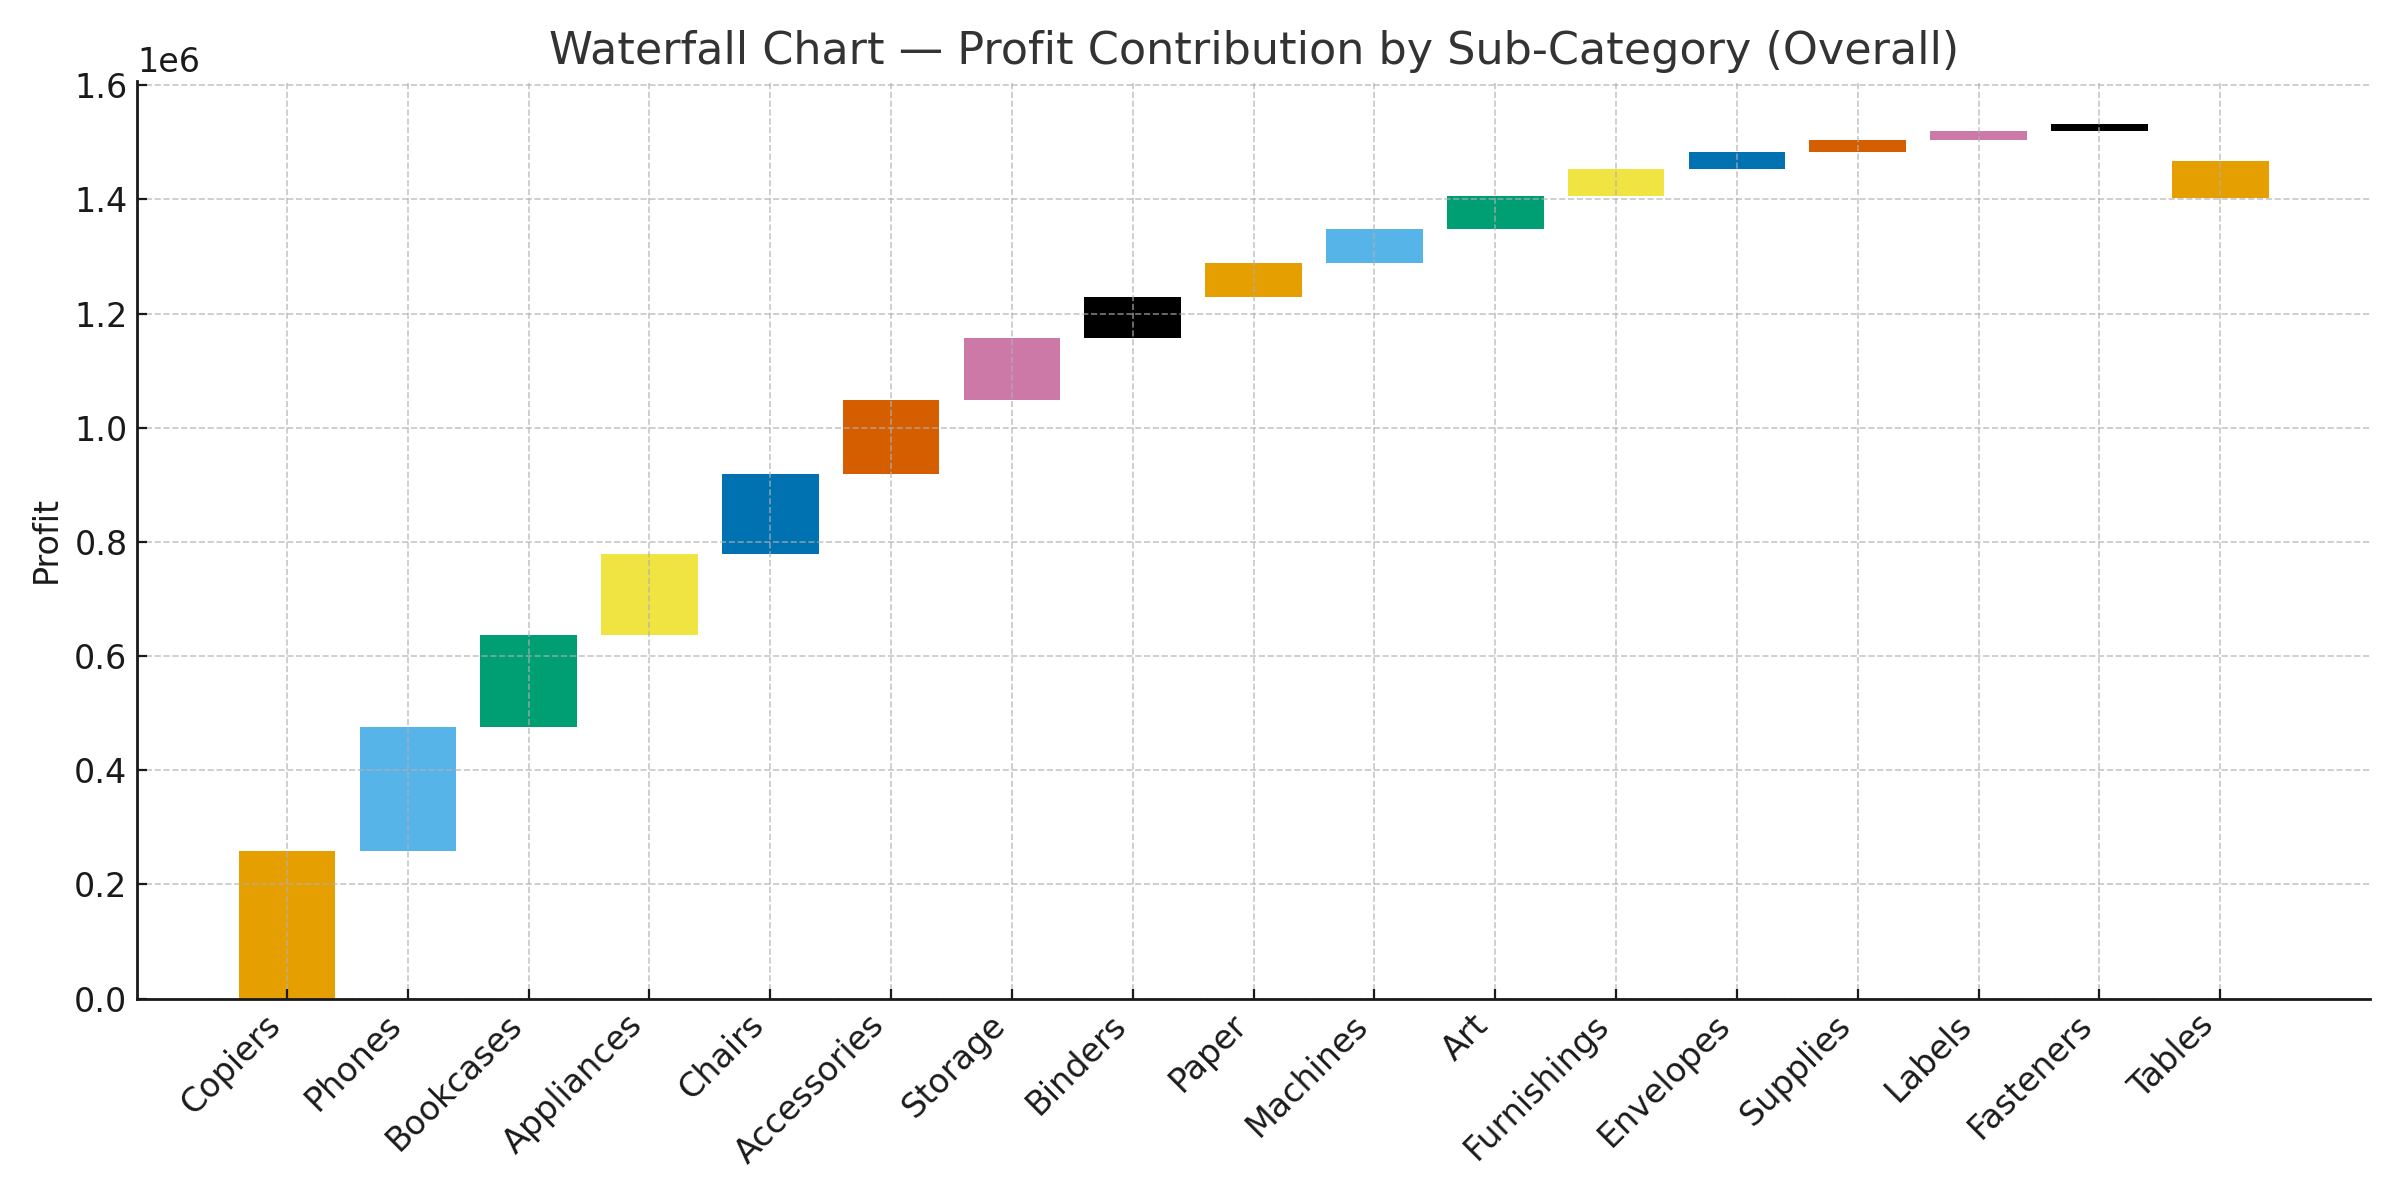 Waterfall Chart — Profit Contribution by Sub-Category (Overall)
1e6
1.6
1.4
1.2
1.0
0.8
0.6
0.4
0.2
0.0
Profit
Copiers
Phones
Bookcases
Appliances
Chairs
Accessories
Storage
Binders
Paper
Machines
Art
Furnishings
Envelopes
Supplies
Labels
Fasteners
Tables